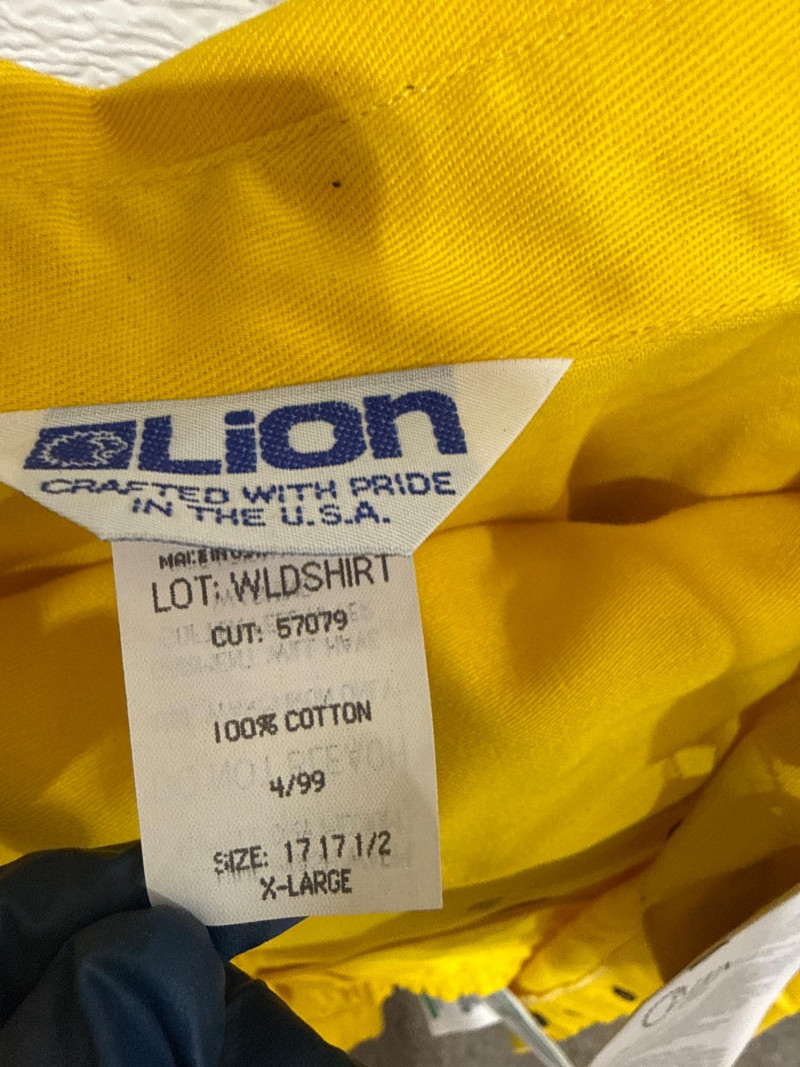 LION
CRAFTED WITH PRIDE
IN THE U.S.A.
LOT: WLDSHIRT
CUT: 57079
100% COTTON
4/99
SIZE: 17 17 1/2
X-LARGE